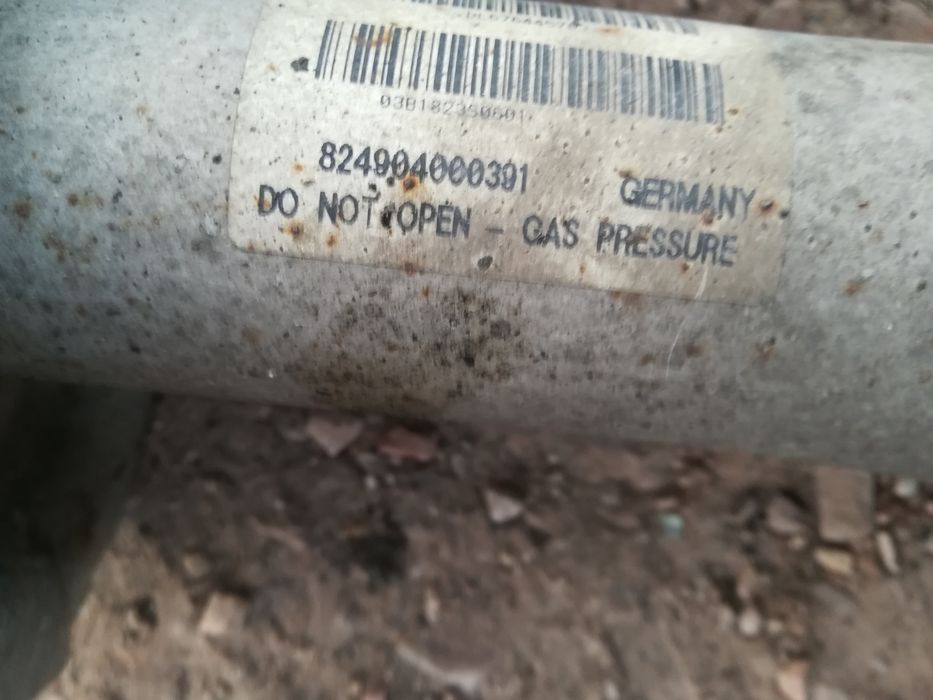 03B1823S0601
824904000391 GERMANY
DO NOT OPEN - GAS PRESSURE